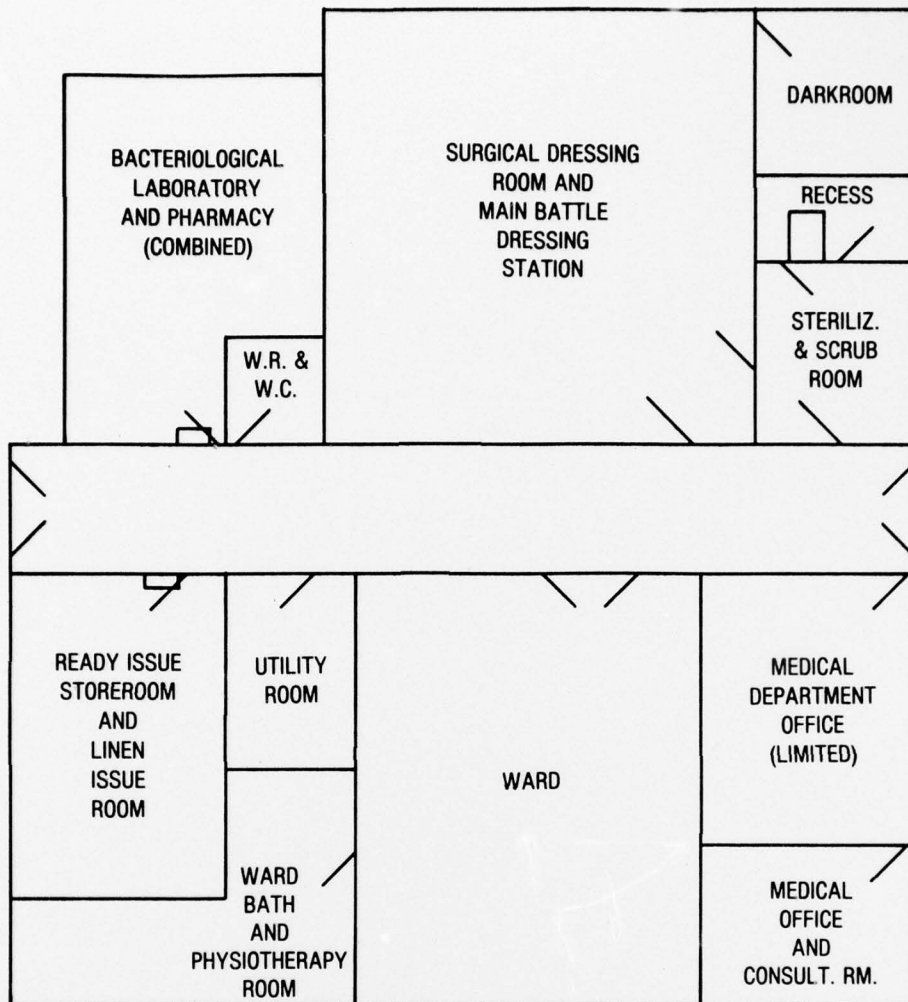 DARKROOM
BACTERIOLOGICAL
LABORATORY
AND PHARMACY
(COMBINED)
SURGICAL DRESSING
ROOM AND
MAIN BATTLE
DRESSING
STATION
RECESS
W.R. &
W.C.
STERILIZ.
& SCRUB
ROOM
READY ISSUE
STOREROOM
AND
LINEN
ISSUE
ROOM
UTILITY
ROOM
WARD
MEDICAL
DEPARTMENT
OFFICE
(LIMITED)
WARD
BATH
AND
PHYSIOTHERAPY
ROOM
MEDICAL
OFFICE
AND
CONSULT. RM.